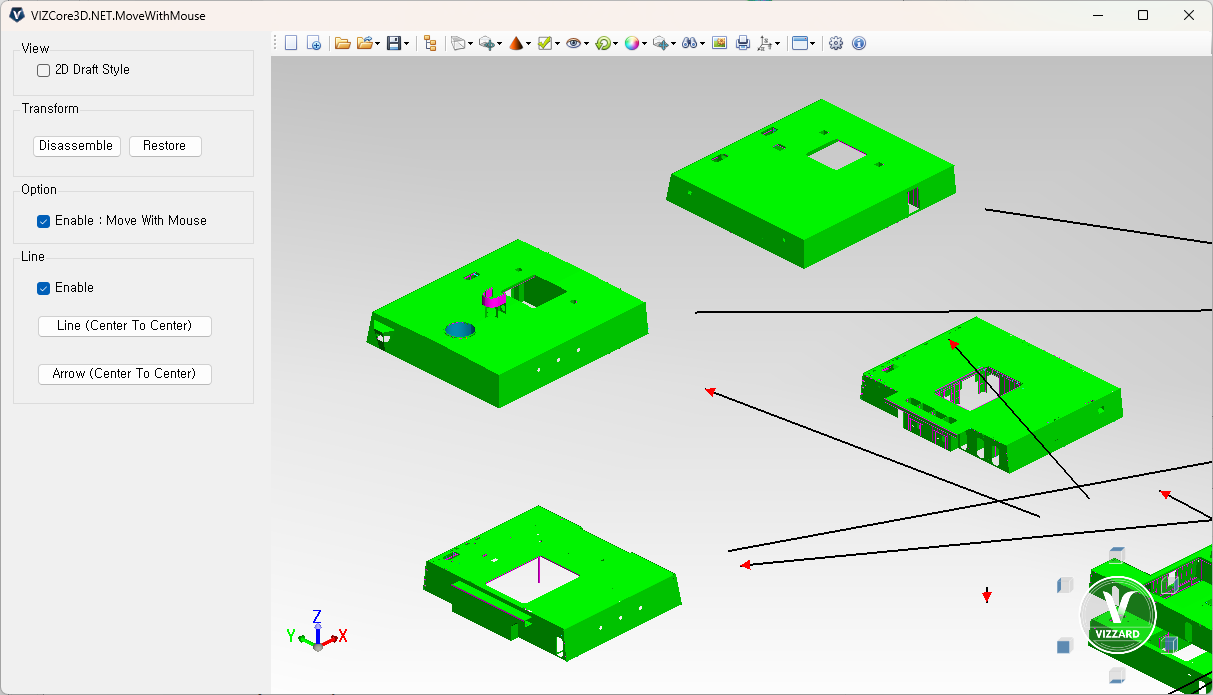 VIZCore3D.NET.MoveWithMouse
View
2D Draft Style
Transform
Disassemble
Restore
Option
Enable : Move With Mouse
Line
Enable
Line (Center To Center)
Arrow (Center To Center)
Z
Y
X
VIZZARD